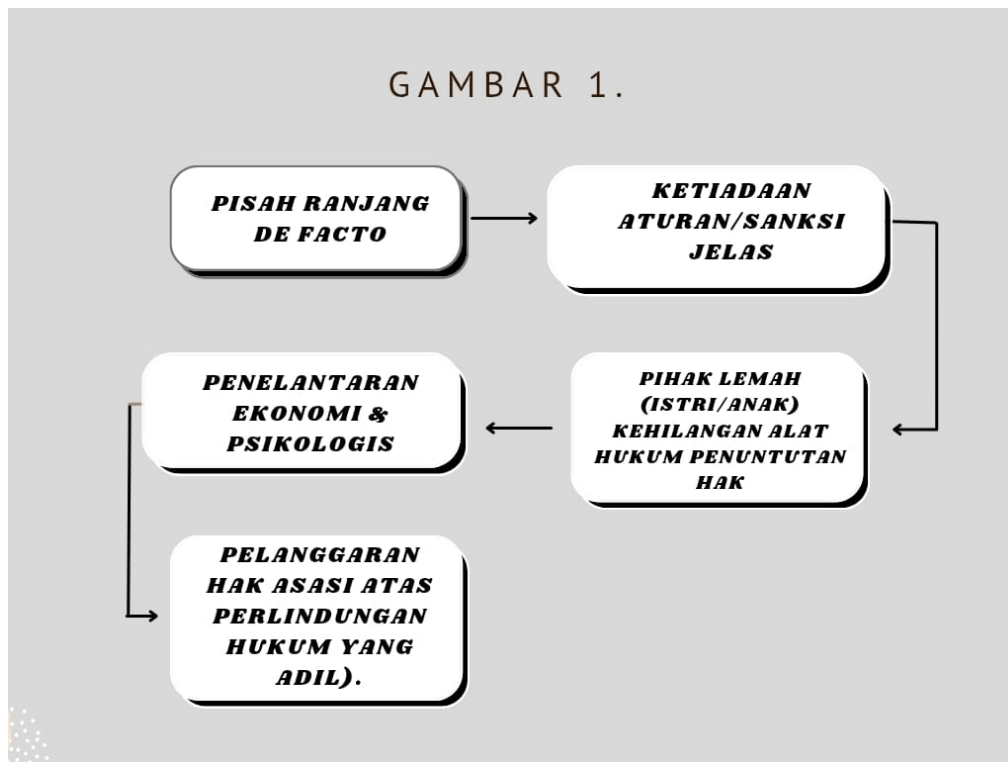 GAMBAR 1.
PISAH RANJANG
DE FACTO
KETIADAAN
ATURAN/SANKSI
JELAS
PIHAK LEMAH
(ISTRI/ANAK)
KEHILANGAN ALAT
HUKUM PENUNTUTAN
HAK
PENELANTARAN
EKONOMI &
PSIKOLOGIS
PELANGGARAN
HAK ASASI ATAS
PERLINDUNGAN
HUKUM YANG
ADIL).